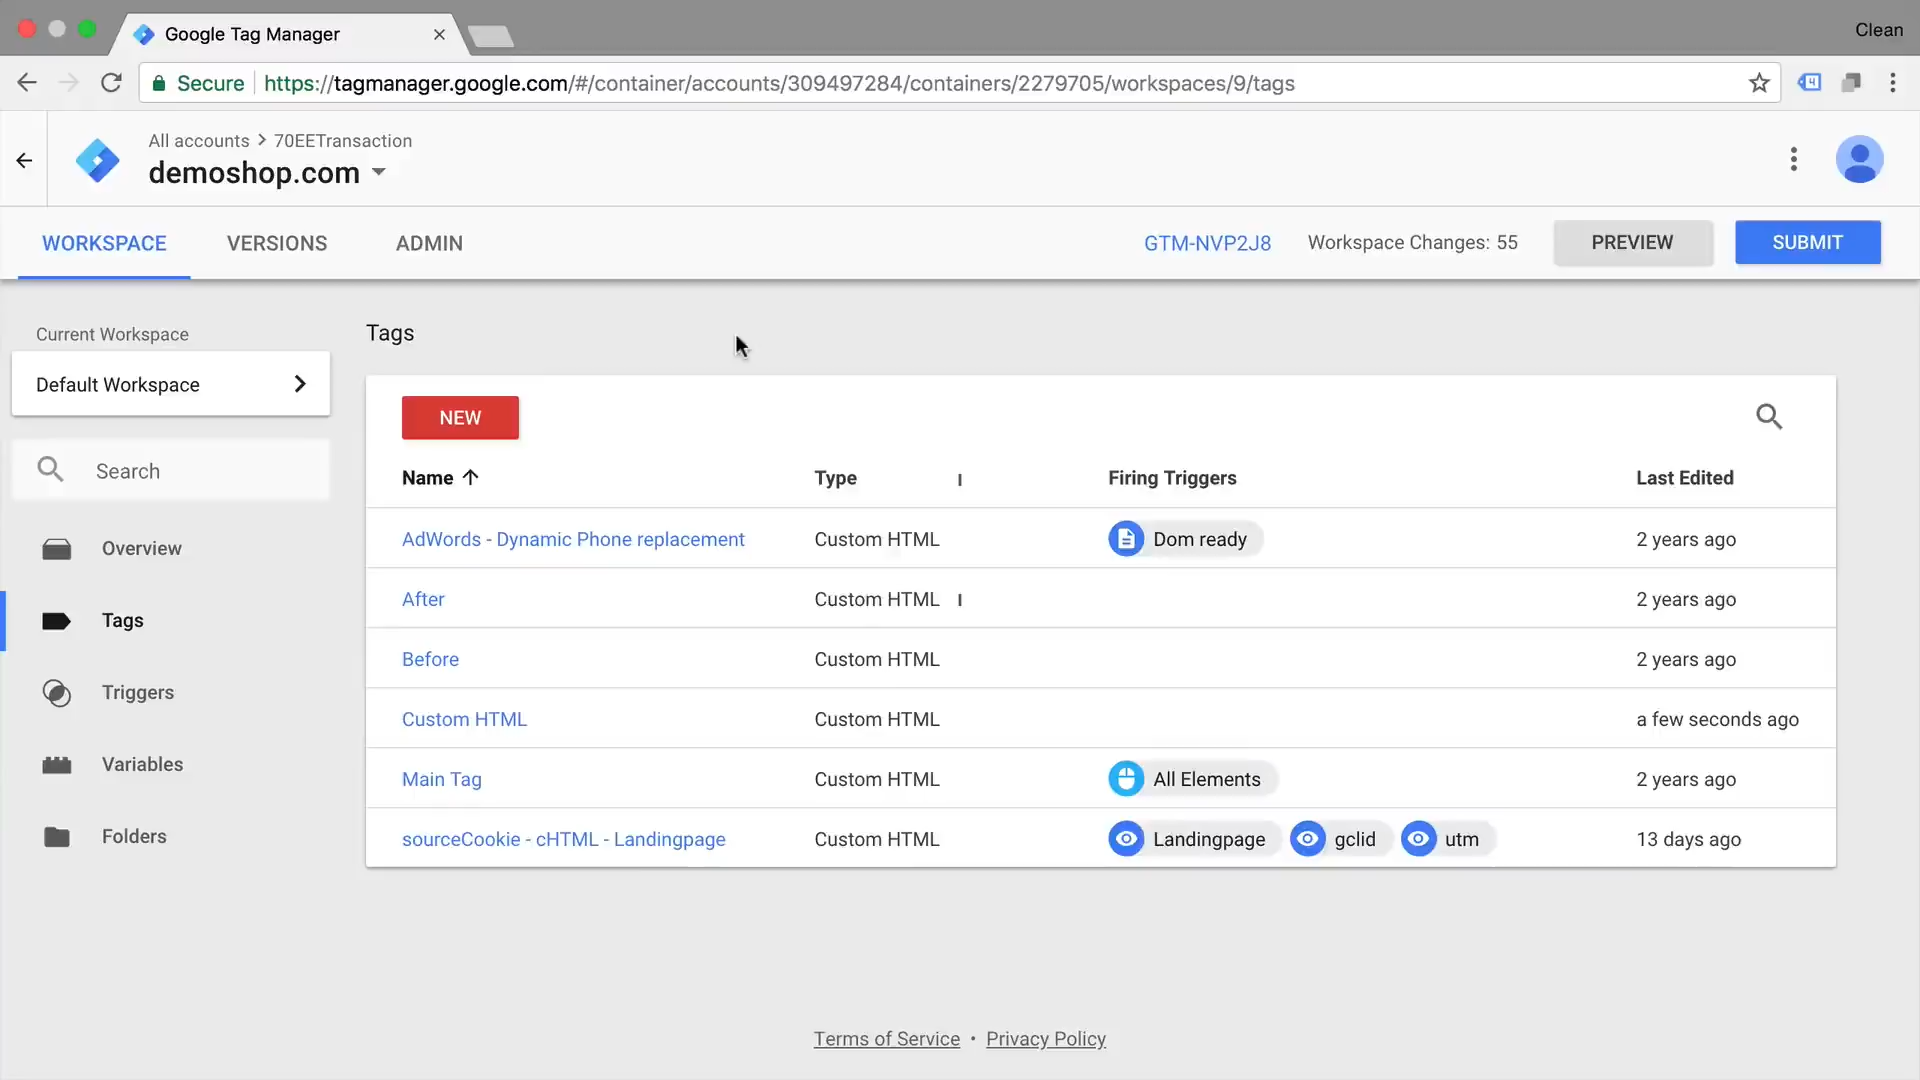 Google Tag Manager
Clean
Secure https://tagmanager.google.com/#/container/accounts/309497284/containers/2279705/workspaces/9/tags
All accounts > 70EETransaction
demoshop.com
WORKSPACE VERSIONS ADMIN GTM-NVP2J8 Workspace Changes: 55 PREVIEW SUBMIT
Current Workspace
Default Workspace
Search
Overview
Tags
Triggers
Variables
Folders
Tags
NEW
Name Type Firing Triggers Last Edited
AdWords - Dynamic Phone replacement Custom HTML Dom ready 2 years ago
After Custom HTML 2 years ago
Before Custom HTML 2 years ago
Custom HTML Custom HTML a few seconds ago
Main Tag Custom HTML All Elements 2 years ago
sourceCookie - cHTML - Landingpage Custom HTML Landingpage gclid utm 13 days ago
Terms of Service • Privacy Policy